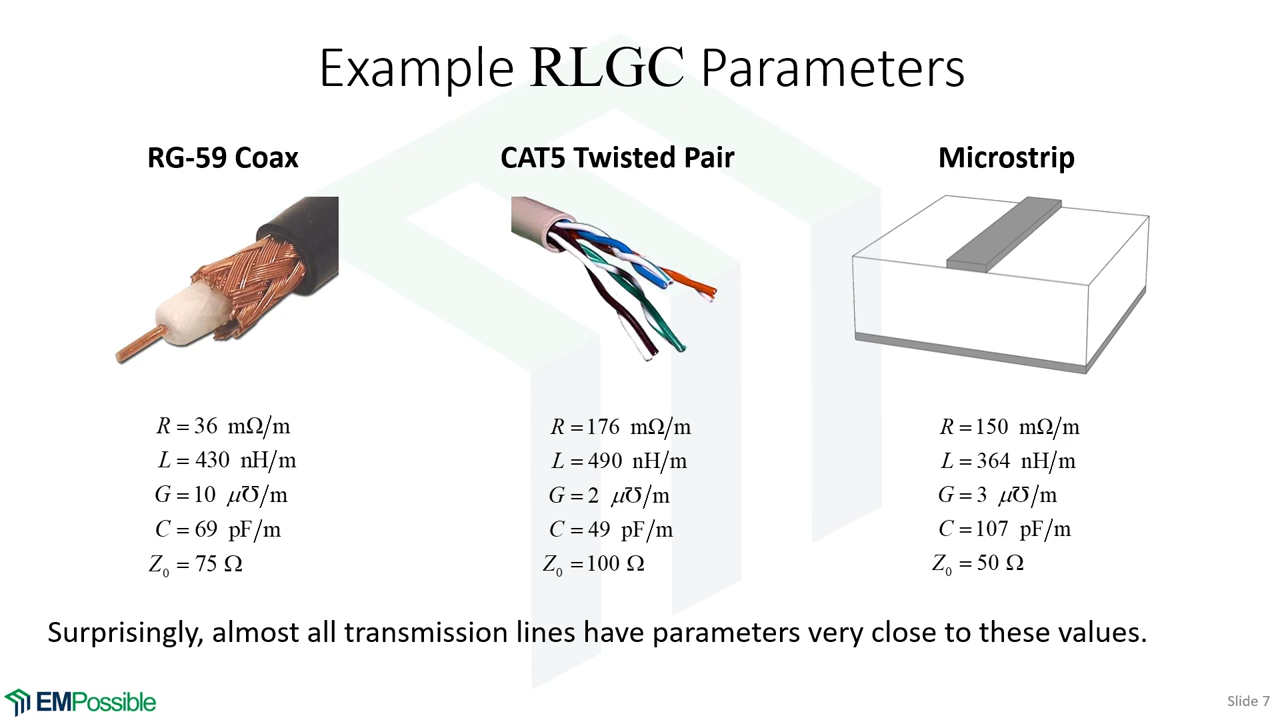 Example RLGC Parameters
RG-59 Coax
R = 36 mΩ/m
L = 430 nH/m
G = 10 μ℧/m
C = 69 pF/m
Z₀ = 75 Ω
CAT5 Twisted Pair
R = 176 mΩ/m
L = 490 nH/m
G = 2 μ℧/m
C = 49 pF/m
Z₀ = 100 Ω
Microstrip
R = 150 mΩ/m
L = 364 nH/m
G = 3 μ℧/m
C = 107 pF/m
Z₀ = 50 Ω
Surprisingly, almost all transmission lines have parameters very close to these values.
EMPossible
Slide 7